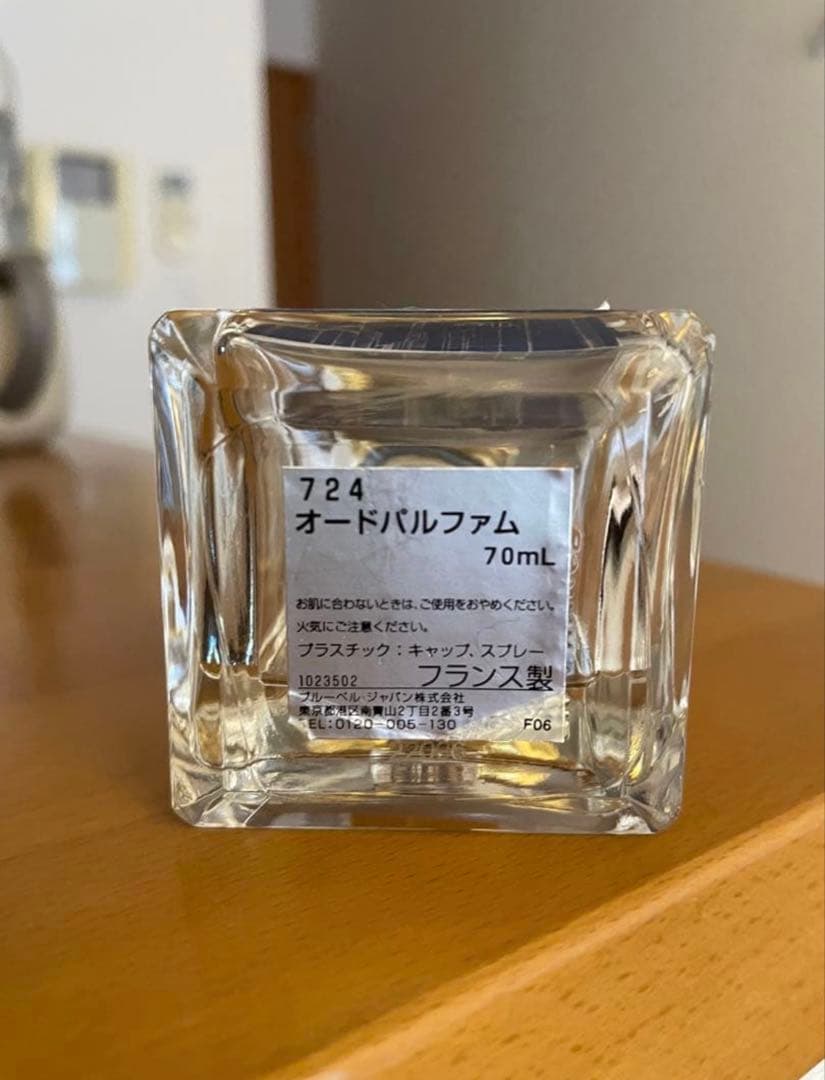 724
オードパルファム
70mL
お肌に合わないときは、ご使用をおやめください。
火気にご注意ください。
プラスチック：キャップ、スプレー
1023502 フランス製
ブルーベル・ジャパン株式会社
東京都港区南青山2丁目2番3号
TEL:0120-005-130 F06